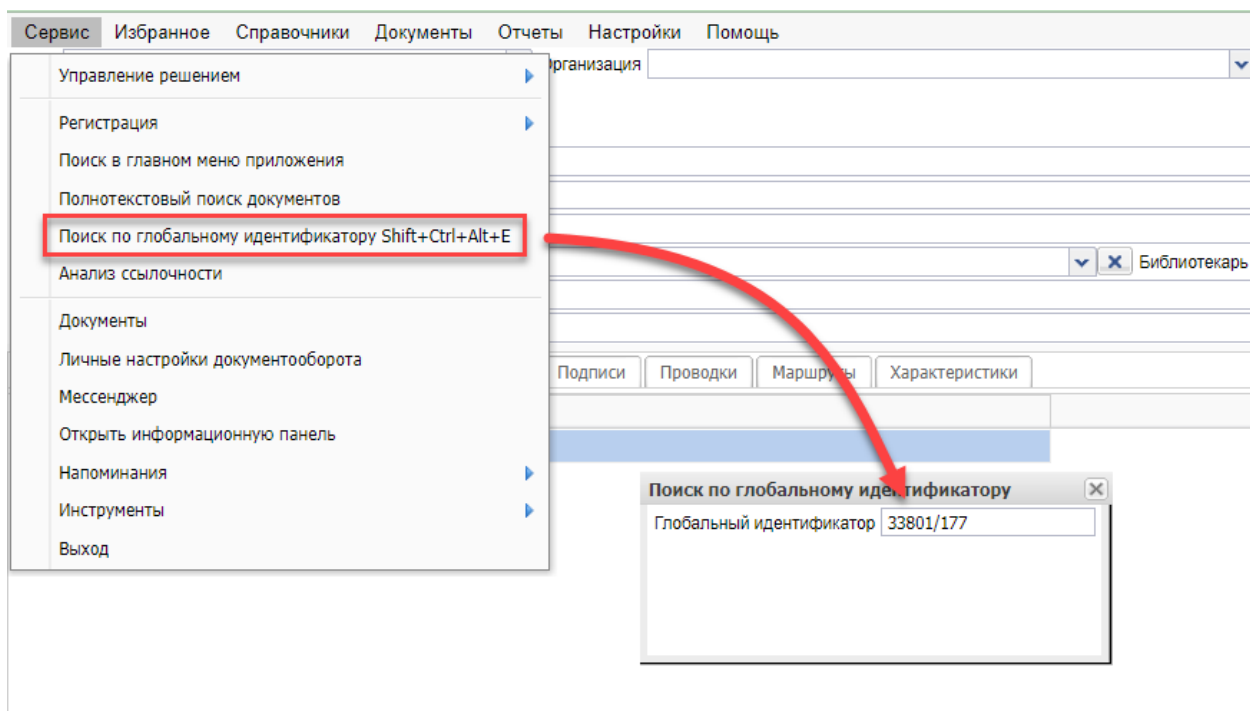 Сервис Избранное Справочники Документы Отчеты Настройки Помощь
Управление решением
Организация
Регистрация
Поиск в главном меню приложения
Полнотекстовый поиск документов
Поиск по глобальному идентификатору Shift+Ctrl+Alt+E
Анализ ссылочности
Библиотекарь
Документы
Личные настройки документооборота
Подписи Проводки Маршруты Характеристики
Мессенджер
Открыть информационную панель
Напоминания
Инструменты
Выход
Поиск по глобальному идентификатору
Глобальный идентификатор 33801/177